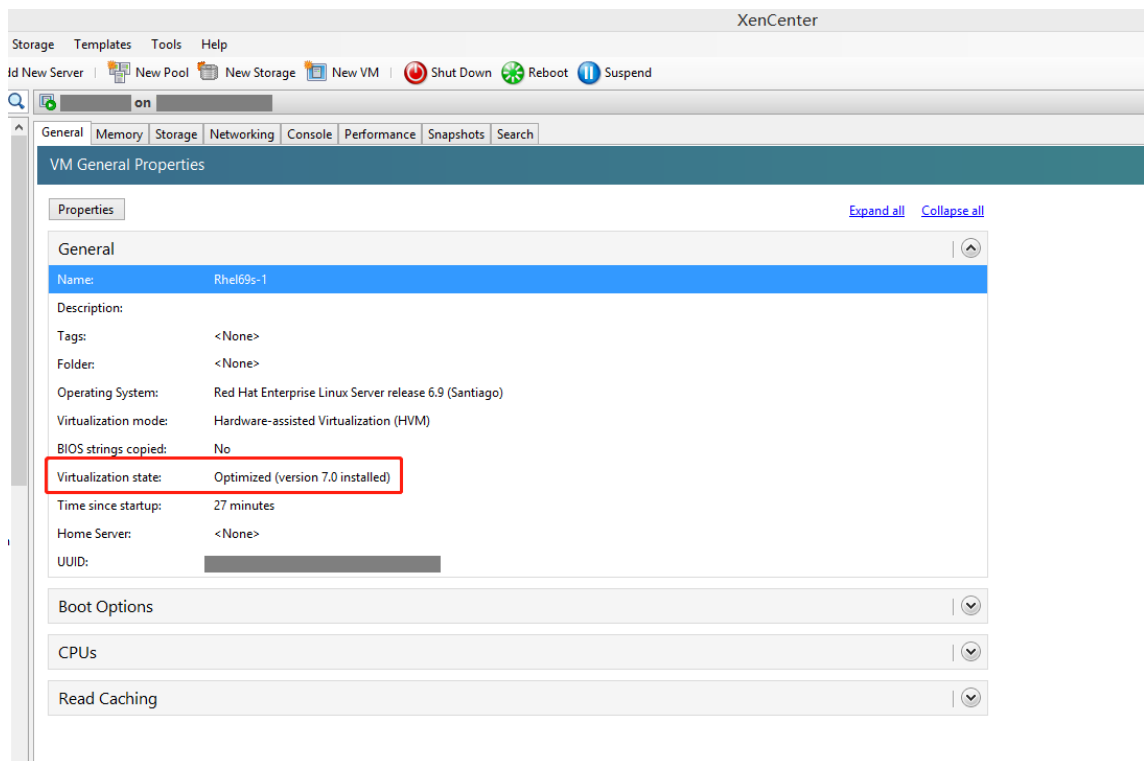 XenCenter
Storage Templates Tools Help
dd New Server New Pool New Storage New VM Shut Down Reboot Suspend
on
General Memory Storage Networking Console Performance Snapshots Search
VM General Properties
Properties Expand all Collapse all
General
Name: Rhel69s-1
Description:
Tags: <None>
Folder: <None>
Operating System: Red Hat Enterprise Linux Server release 6.9 (Santiago)
Virtualization mode: Hardware-assisted Virtualization (HVM)
BIOS strings copied: No
Virtualization state: Optimized (version 7.0 installed)
Time since startup: 27 minutes
Home Server: <None>
UUID:
Boot Options
CPUs
Read Caching